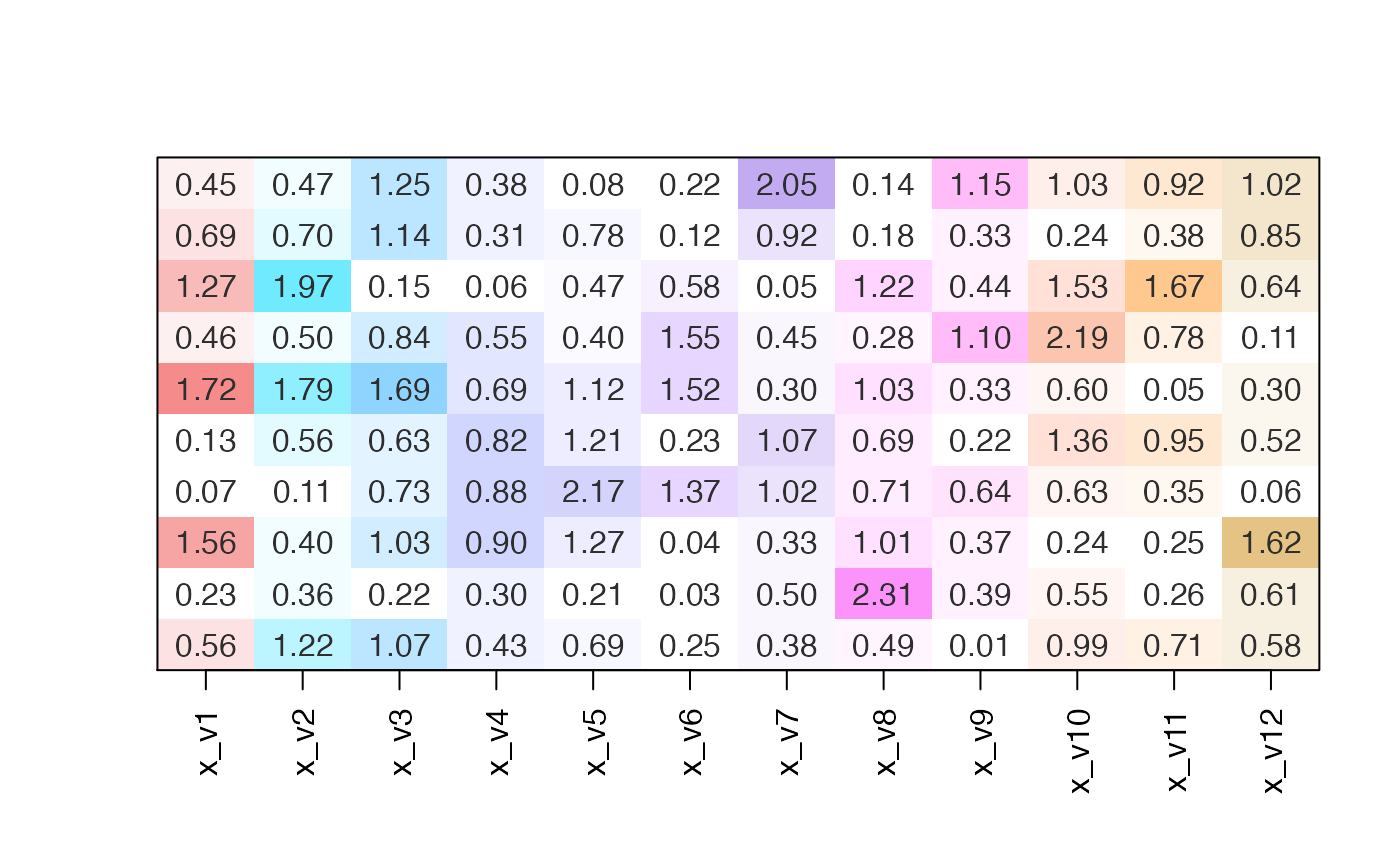 0.45 0.47 1.25 0.38 0.08 0.22 2.05 0.14 1.15 1.03 0.92 1.02
0.69 0.70 1.14 0.31 0.78 0.12 0.92 0.18 0.33 0.24 0.38 0.85
1.27 1.97 0.15 0.06 0.47 0.58 0.05 1.22 0.44 1.53 1.67 0.64
0.46 0.50 0.84 0.55 0.40 1.55 0.45 0.28 1.10 2.19 0.78 0.11
1.72 1.79 1.69 0.69 1.12 1.52 0.30 1.03 0.33 0.60 0.05 0.30
0.13 0.56 0.63 0.82 1.21 0.23 1.07 0.69 0.22 1.36 0.95 0.52
0.07 0.11 0.73 0.88 2.17 1.37 1.02 0.71 0.64 0.63 0.35 0.06
1.56 0.40 1.03 0.90 1.27 0.04 0.33 1.01 0.37 0.24 0.25 1.62
0.23 0.36 0.22 0.30 0.21 0.03 0.50 2.31 0.39 0.55 0.26 0.61
0.56 1.22 1.07 0.43 0.69 0.25 0.38 0.49 0.01 0.99 0.71 0.58
x_v1 x_v2 x_v3 x_v4 x_v5 x_v6 x_v7 x_v8 x_v9 x_v10 x_v11 x_v12